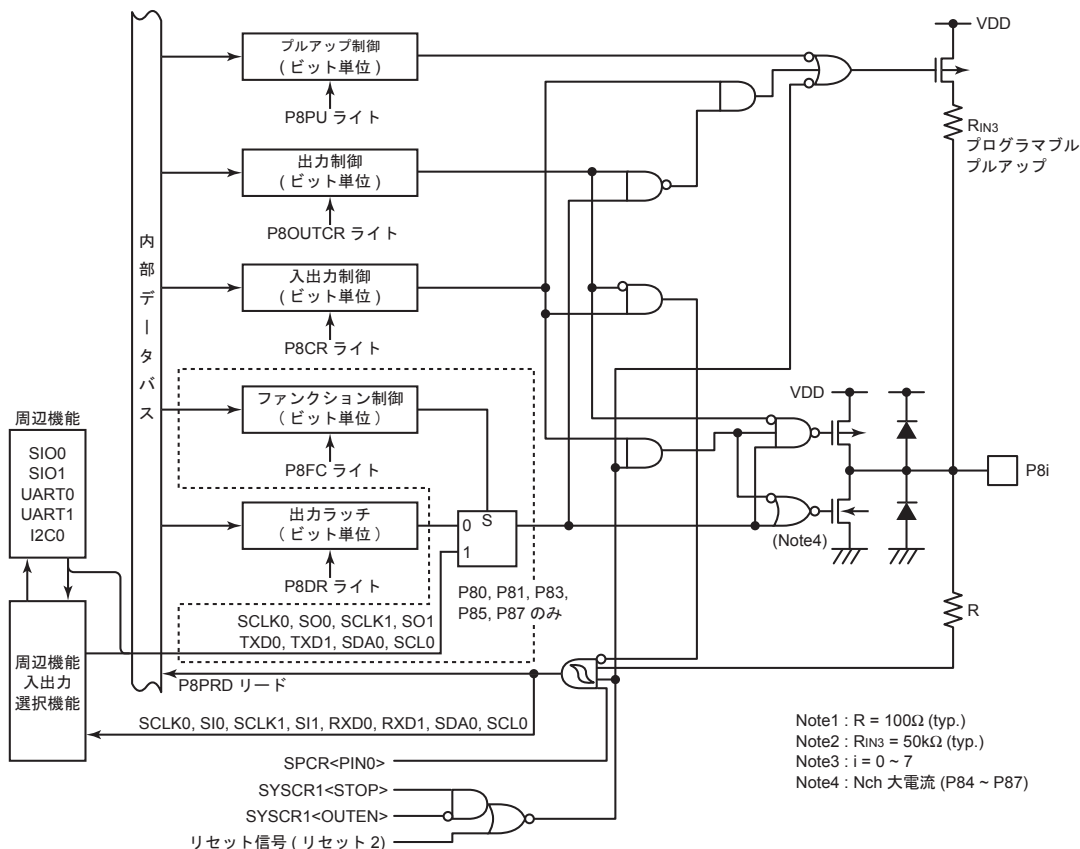 プルアップ制御
( ビット単位 )
P8PU ライト
VDD
RIN3
プログラマブル
プルアップ
出力制御
( ビット単位 )
P8OUTCR ライト
内部データバス
入出力制御
( ビット単位 )
P8CR ライト
ファンクション制御
( ビット単位 )
P8FC ライト
VDD
P8i
周辺機能
SIO0
SIO1
UART0
UART1
I2C0
出力ラッチ
( ビット単位 )
P8DR ライト
0
S
1
(Note4)
P80, P81, P83,
P85, P87 のみ
SCLK0, SO0, SCLK1, SO1
TXD0, TXD1, SDA0, SCL0
R
周辺機能
入出力
選択機能
P8PRD リード
SCLK0, SI0, SCLK1, SI1, RXD0, RXD1, SDA0, SCL0
SPCR<PIN0>
SYSCR1<STOP>
SYSCR1<OUTEN>
リセット信号 ( リセット 2)
Note1 : R = 100Ω (typ.)
Note2 : RIN3 = 50kΩ (typ.)
Note3 : i = 0 ~ 7
Note4 : Nch 大電流 (P84 ~ P87)